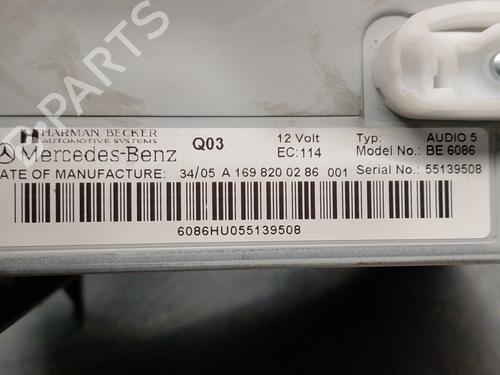 PARTS
HARMAN/BECKER
AUTOMOTIVE SYSTEMS
Mercedes-Benz
Q03
12 Volt
EC:114
Typ: AUDIO 5
Model No.: BE 6086
ATE OF MANUFACTURE: 34/05 A 169 820 02 86 001 Serial No.: 55139508
6086HU055139508